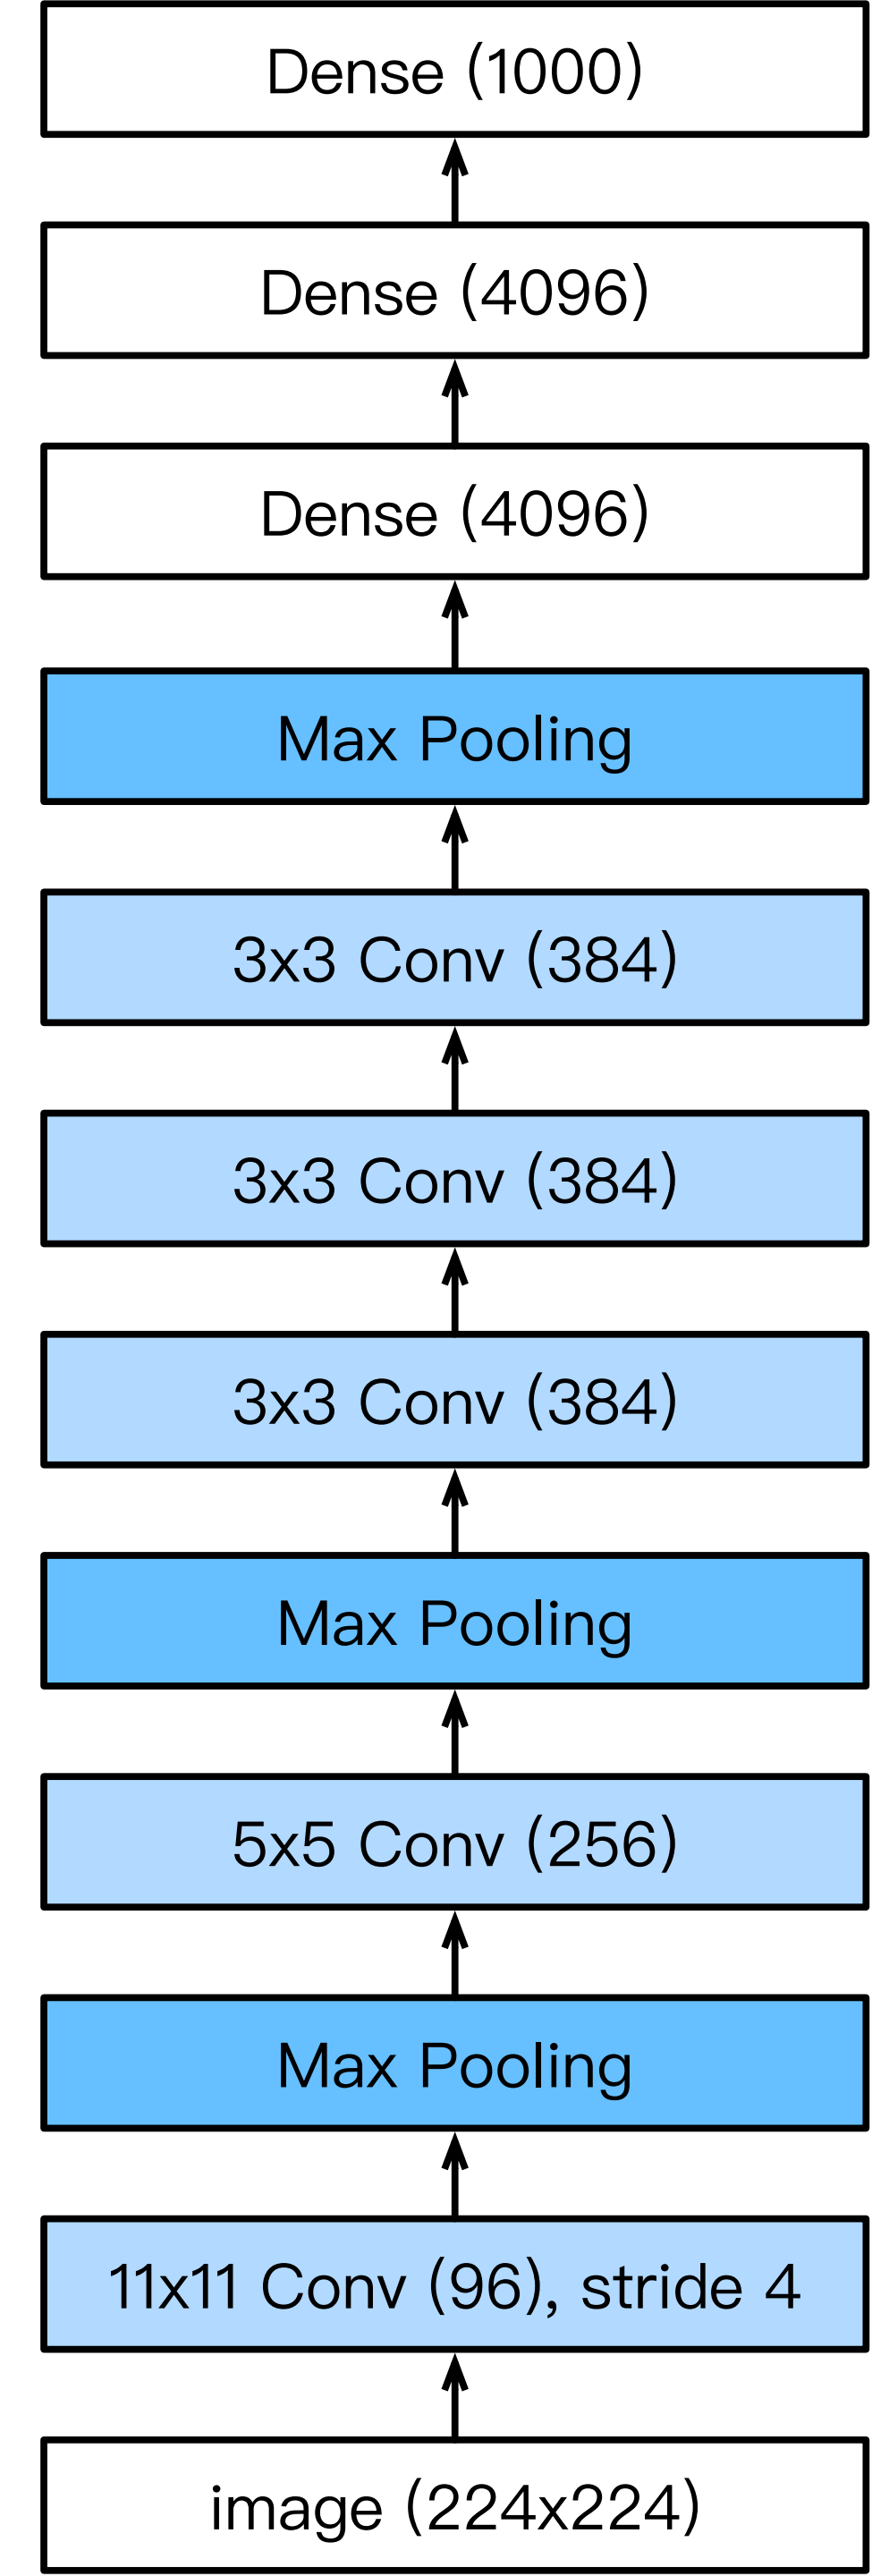 Dense (1000)
Dense (4096)
Dense (4096)
Max Pooling
3x3 Conv (384)
3x3 Conv (384)
3x3 Conv (384)
Max Pooling
5x5 Conv (256)
Max Pooling
11x11 Conv (96), stride 4
image (224x224)